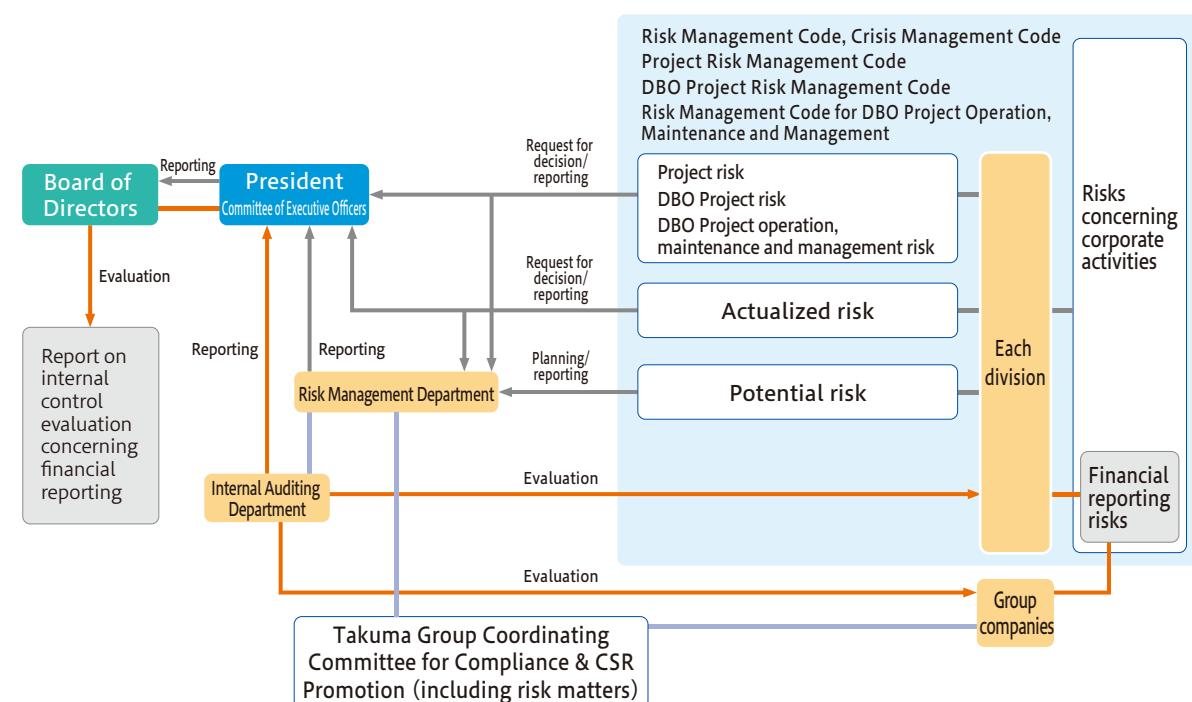 Risk Management Code, Crisis Management Code
Project Risk Management Code
DBO Project Risk Management Code
Risk Management Code for DBO Project Operation,
Maintenance and Management
Board of
Directors
Reporting
President
Committee of Executive Officers
Request for
decision/
reporting
Project risk
DBO Project risk
DBO Project operation,
maintenance and management risk
Risks
concerning
corporate
activities
Evaluation
Request for
decision/
reporting
Actualized risk
Each
division
Report on
internal
control
evaluation
concerning
financial
reporting
Reporting
Reporting
Planning/
reporting
Risk Management Department
Potential risk
Internal Auditing
Department
Evaluation
Financial
reporting
risks
Evaluation
Group
companies
Takuma Group Coordinating
Committee for Compliance & CSR
Promotion (including risk matters)